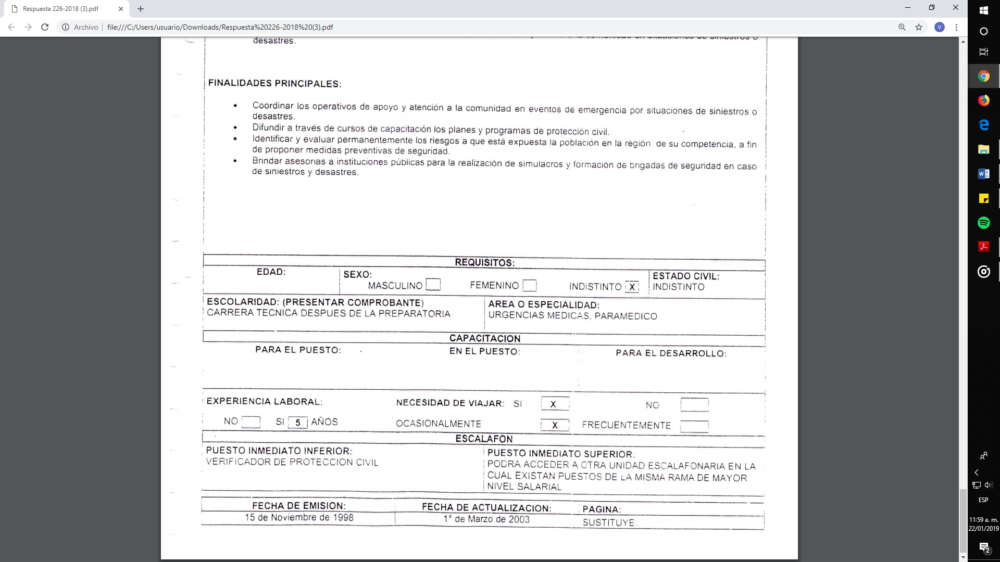 Respuesta 226-2018 (3).pdf
Archivo file:///C:/Users/usuario/Downloads/Respuesta%20226-2018%20(3).pdf
V
a la comunidad en situaciones de siniestros o
desastres.
FINALIDADES PRINCIPALES:
• Coordinar los operativos de apoyo y atención a la comunidad en eventos de emergencia por situaciones de siniestros o
desastres.
• Difundir a través de cursos de capacitación los planes y programas de protección civil.
• Identificar y evaluar permanentemente los riesgos a que está expuesta la población en la región de su competencia, a fin
de proponer medidas preventivas de seguridad.
• Brindar asesorias a instituciones públicas para la realización de simulacros y formación de brigadas de seguridad en caso
de siniestros y desastres.
REQUISITOS:
EDAD: SEXO: ESTADO CIVIL:
MASCULINO FEMENINO INDISTINTO X INDISTINTO
ESCOLARIDAD: (PRESENTAR COMPROBANTE) AREA O ESPECIALIDAD:
CARRERA TECNICA DESPUES DE LA PREPARATORIA URGENCIAS MEDICAS, PARAMEDICO
CAPACITACION
PARA EL PUESTO: EN EL PUESTO: PARA EL DESARROLLO:
EXPERIENCIA LABORAL: NECESIDAD DE VIAJAR: SI X NO
NO SI 5 AÑOS OCASIONALMENTE X FRECUENTEMENTE
ESCALAFON
PUESTO INMEDIATO INFERIOR: PUESTO INMEDIATO SUPERIOR:
VERIFICADOR DE PROTECCION CIVIL PODRA ACCEDER A OTRA UNIDAD ESCALAFONARIA EN LA
CUAL EXISTAN PUESTOS DE LA MISMA RAMA DE MAYOR
NIVEL SALARIAL
FECHA DE EMISION: FECHA DE ACTUALIZACION: PAGINA:
15 de Noviembre de 1998 1° de Marzo de 2003 SUSTITUYE.
ESP
11:59 a. m.
22/01/2019
2